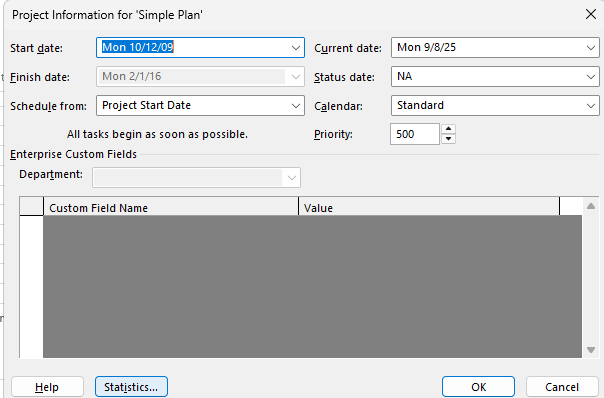 Project Information for 'Simple Plan'
Start date: Mon 10/12/09 Current date: Mon 9/8/25
Finish date: Mon 2/1/16 Status date: NA
Schedule from: Project Start Date Calendar: Standard
All tasks begin as soon as possible. Priority: 500
Enterprise Custom Fields
Department:
Custom Field Name Value
Help Statistics... OK Cancel